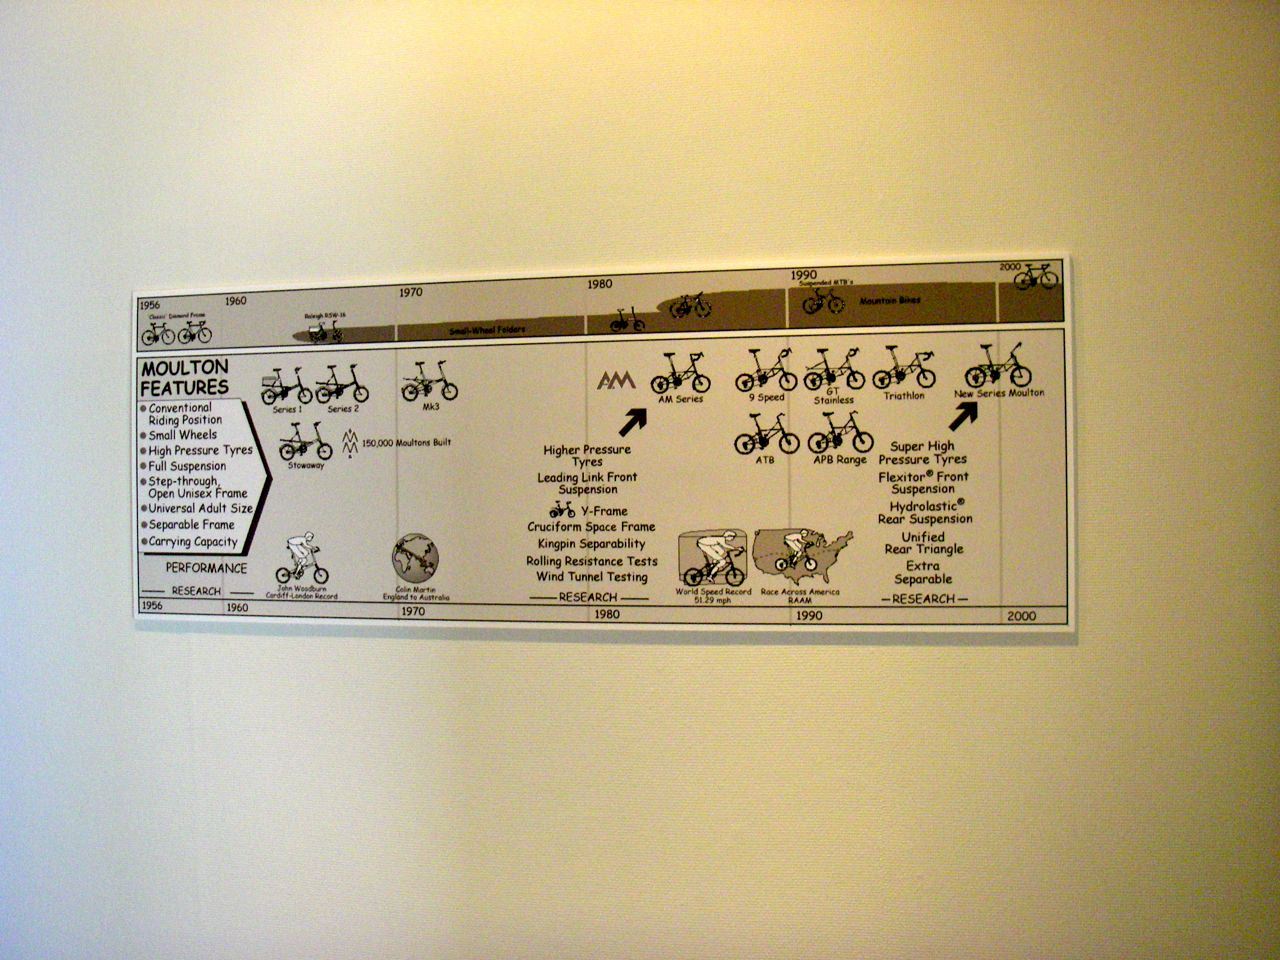 1956
1960
1970
1980
1990
2000
Classic Diamond Frame
Raleigh RSW-16
Small-Wheel Folders
Suspended MTB's
Mountain Bikes
MOULTON
FEATURES
Conventional
Riding Position
Small Wheels
High Pressure Tyres
Full Suspension
Step-through,
Open Unisex Frame
Universal Adult Size
Separable Frame
Carrying Capacity
PERFORMANCE
RESEARCH
Series 1
Series 2
Stowaway
150,000 Moultons Built
John Woodburn
Cardiff-London Record
Mk3
Colin Martin
England to Australia
Higher Pressure
Tyres
Leading Link Front
Suspension
Y-Frame
Cruciform Space Frame
Kingpin Separability
Rolling Resistance Tests
Wind Tunnel Testing
RESEARCH
AM
AM Series
9 Speed
GT
Stainless
Triathlon
New Series Moulton
ATB
APB Range
World Speed Record
51.29 mph
Race Across America
RAAM
Super High
Pressure Tyres
Flexitor® Front
Suspension
Hydrolastic®
Rear Suspension
Unified
Rear Triangle
Extra
Separable
RESEARCH
1956
1960
1970
1980
1990
2000